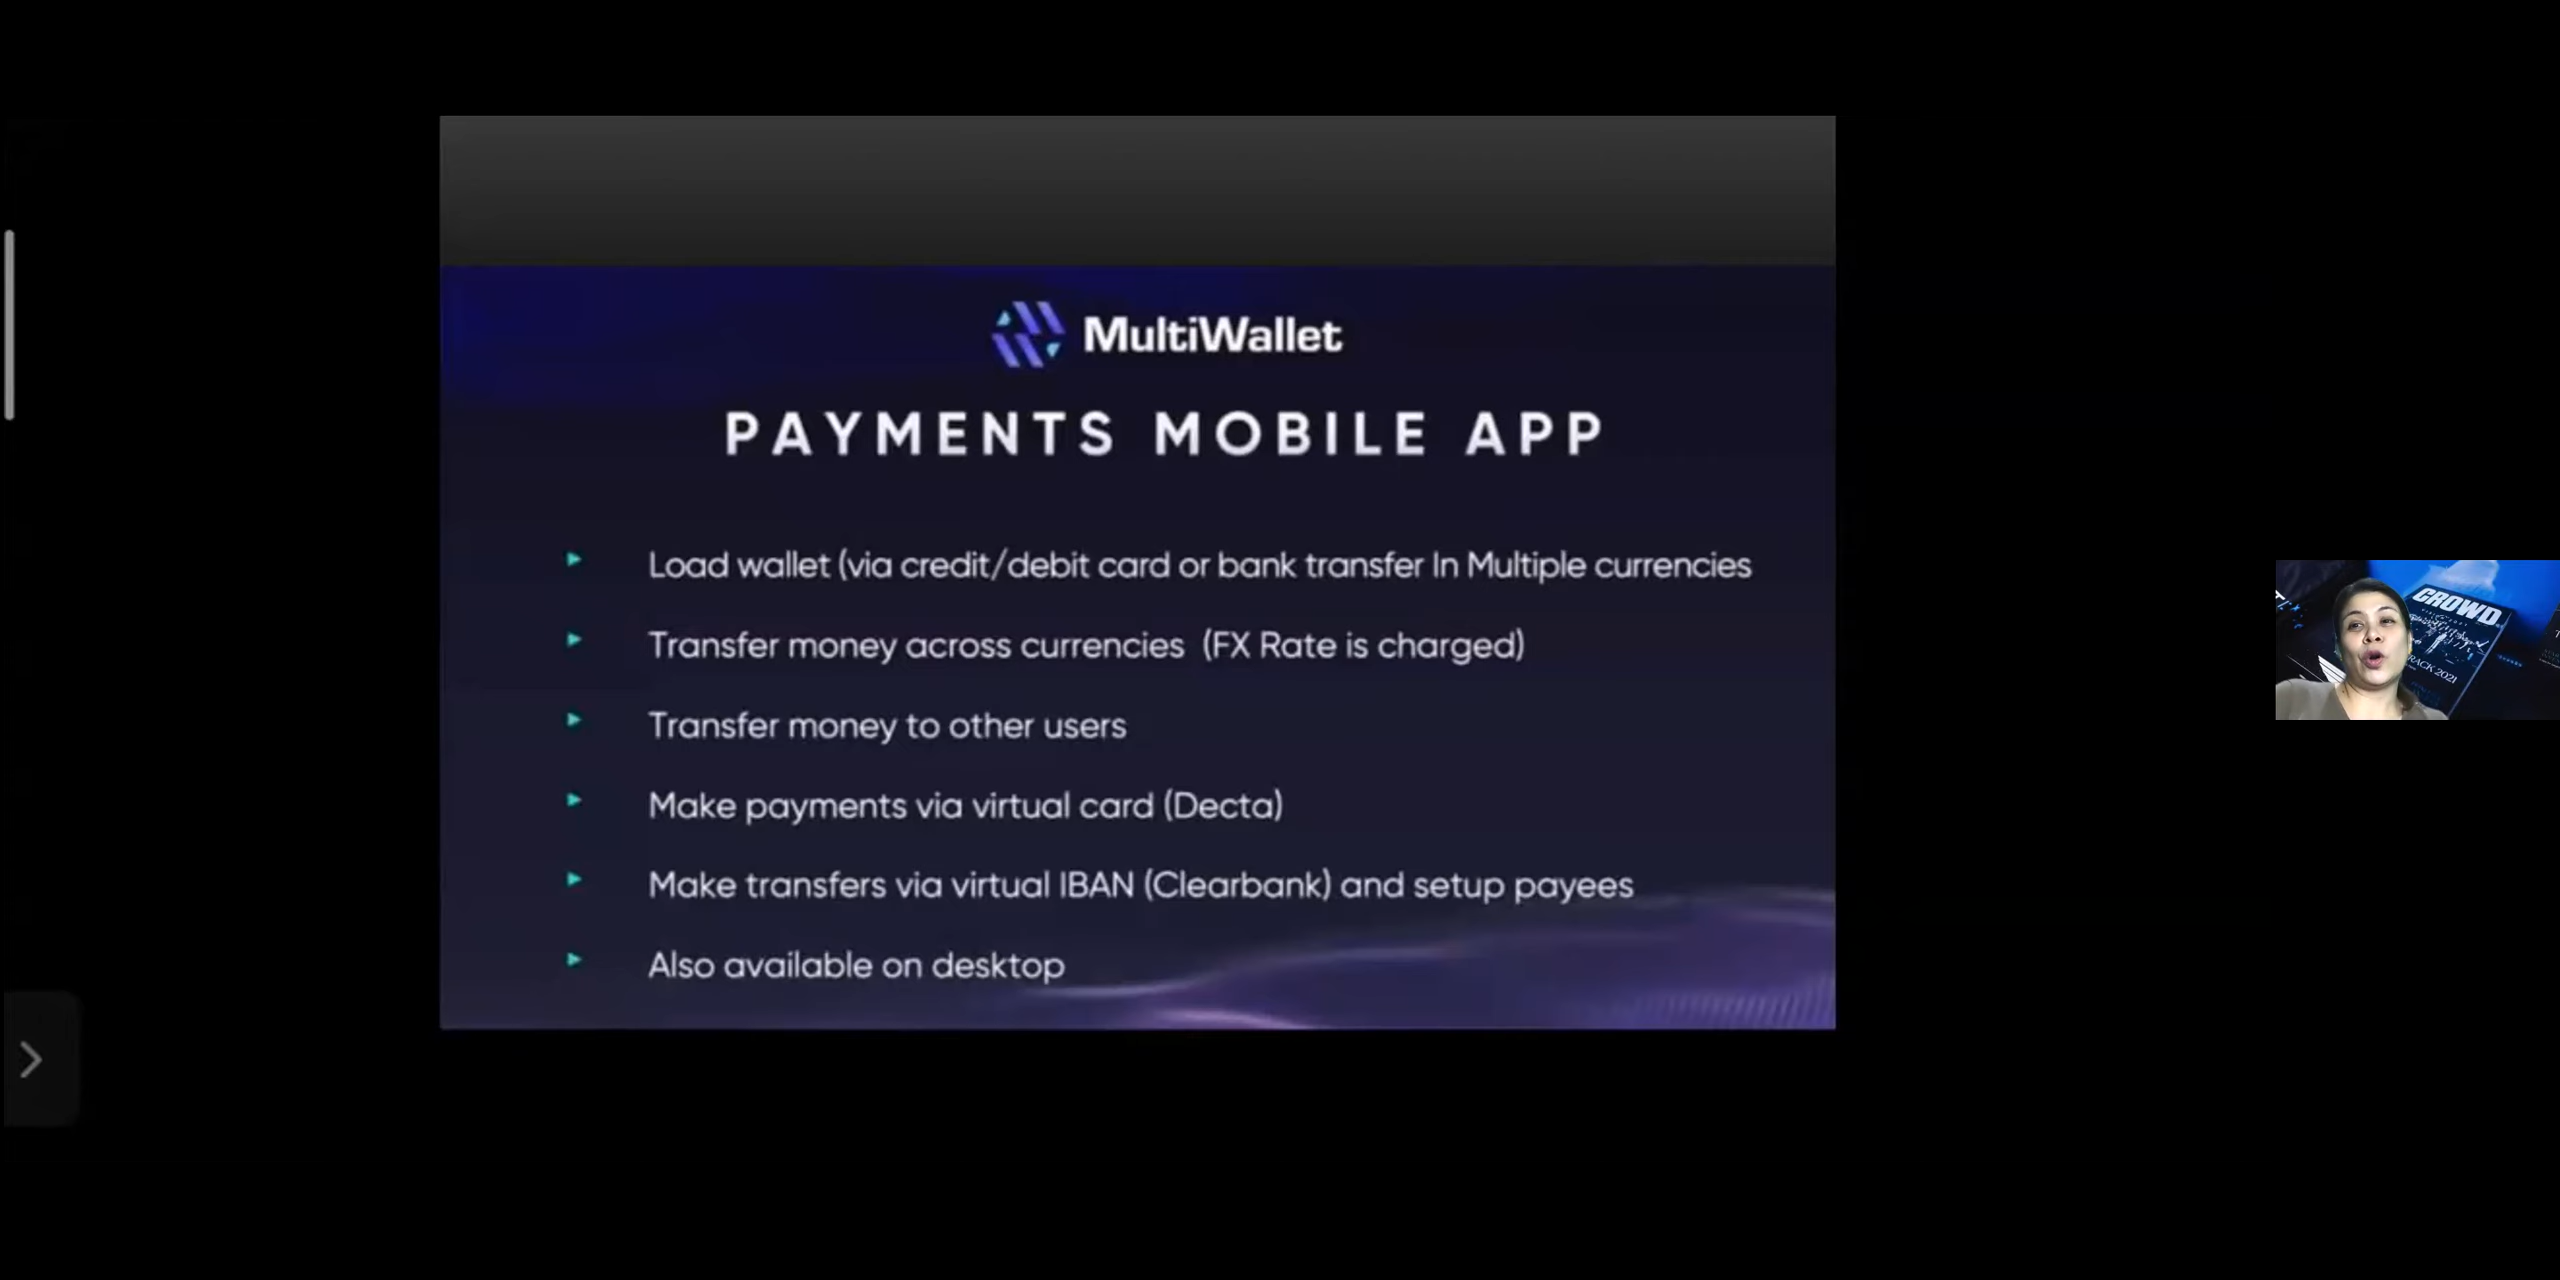 MultiWallet
PAYMENTS MOBILE APP
Load wallet (via credit/debit card or bank transfer In Multiple currencies
Transfer money across currencies (FX Rate is charged)
Transfer money to other users
Make payments via virtual card (Decta)
Make transfers via virtual IBAN (Clearbank) and setup payees
Also available on desktop
CROWD
RACK 2021